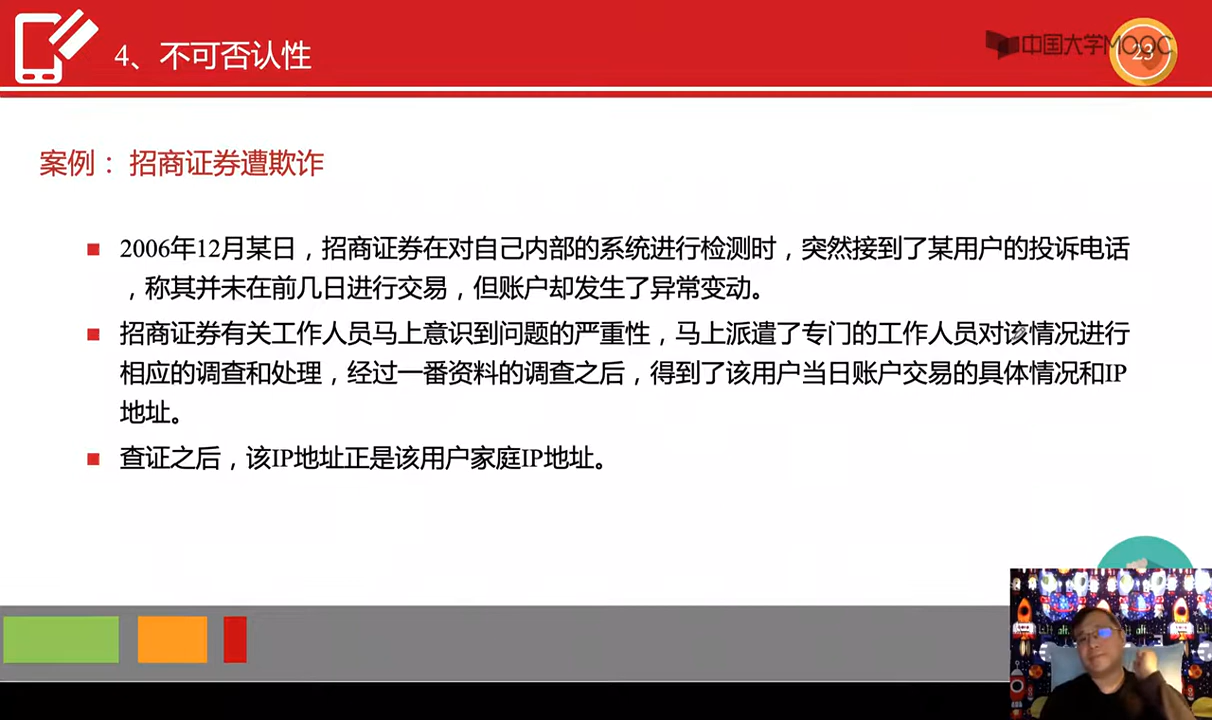 4、不可否认性
中国大学MOOC
23
案例： 招商证券遭欺诈
2006年12月某日，招商证券在对自己内部的系统进行检测时，突然接到了某用户的投诉电话
，称其并未在前几日进行交易，但账户却发生了异常变动。
招商证券有关工作人员马上意识到问题的严重性，马上派遣了专门的工作人员对该情况进行
相应的调查和处理，经过一番资料的调查之后，得到了该用户当日账户交易的具体情况和IP
地址。
查证之后，该IP地址正是该用户家庭IP地址。